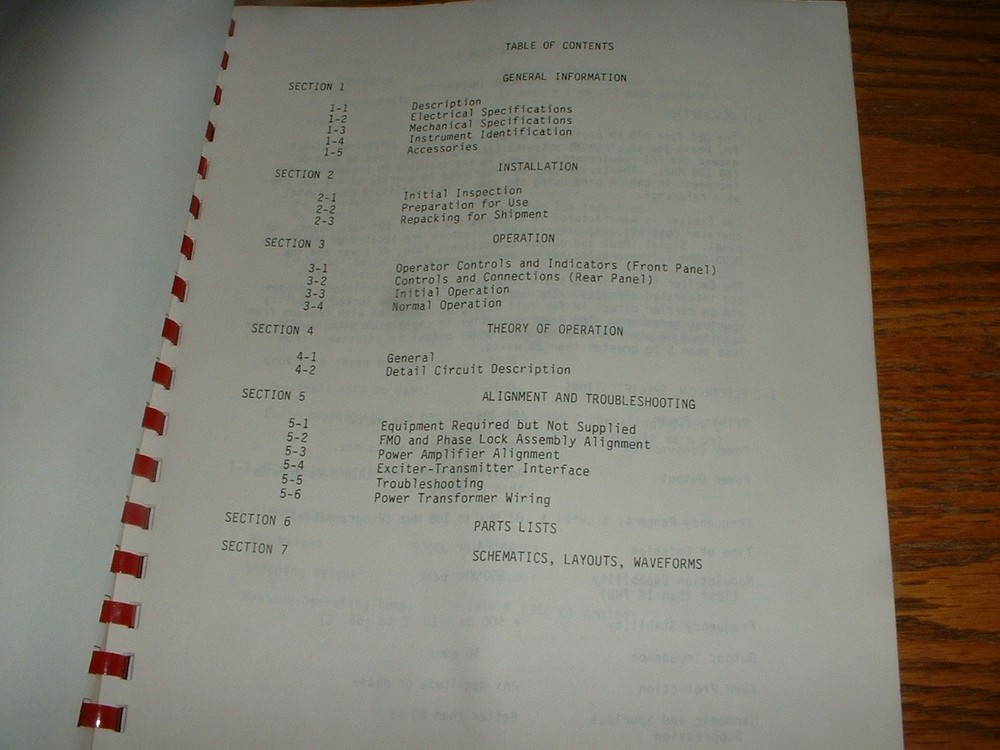 TABLE OF CONTENTS
SECTION 1 GENERAL INFORMATION
1-1 Description
1-2 Electrical Specifications
1-3 Mechanical Specifications
1-4 Instrument Identification
1-5 Accessories
SECTION 2 INSTALLATION
2-1 Initial Inspection
2-2 Preparation for Use
2-3 Repacking for Shipment
SECTION 3 OPERATION
3-1 Operator Controls and Indicators (Front Panel)
3-2 Controls and Connections (Rear Panel)
3-3 Initial Operation
3-4 Normal Operation
SECTION 4 THEORY OF OPERATION
4-1 General
4-2 Detail Circuit Description
SECTION 5 ALIGNMENT AND TROUBLESHOOTING
5-1 Equipment Required but Not Supplied
5-2 FMO and Phase Lock Assembly Alignment
5-3 Power Amplifier Alignment
5-4 Exciter-Transmitter Interface
5-5 Troubleshooting
5-6 Power Transformer Wiring
SECTION 6 PARTS LISTS
SECTION 7 SCHEMATICS, LAYOUTS, WAVEFORMS